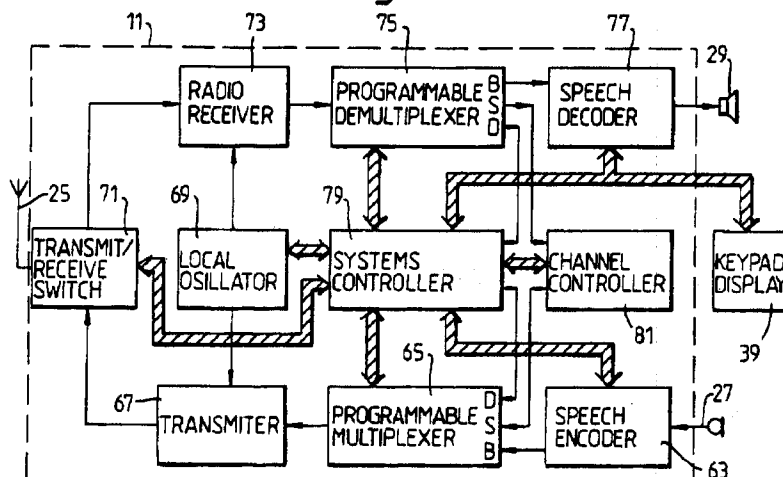 11
73
75
77
29
RADIO
RECEIVER
PROGRAMMABLE
DEMULTIPLEXER
B
S
D
SPEECH
DECODER
25
71
69
79
TRANSMIT/
RECEIVE
SWITCH
LOCAL
OSILLATOR
SYSTEMS
CONTROLLER
CHANNEL
CONTROLLER
KEYPAD
DISPLAY
81
39
65
67
TRANSMITER
PROGRAMMABLE
MULTIPLEXER
D
S
B
SPEECH
ENCODER
27
63